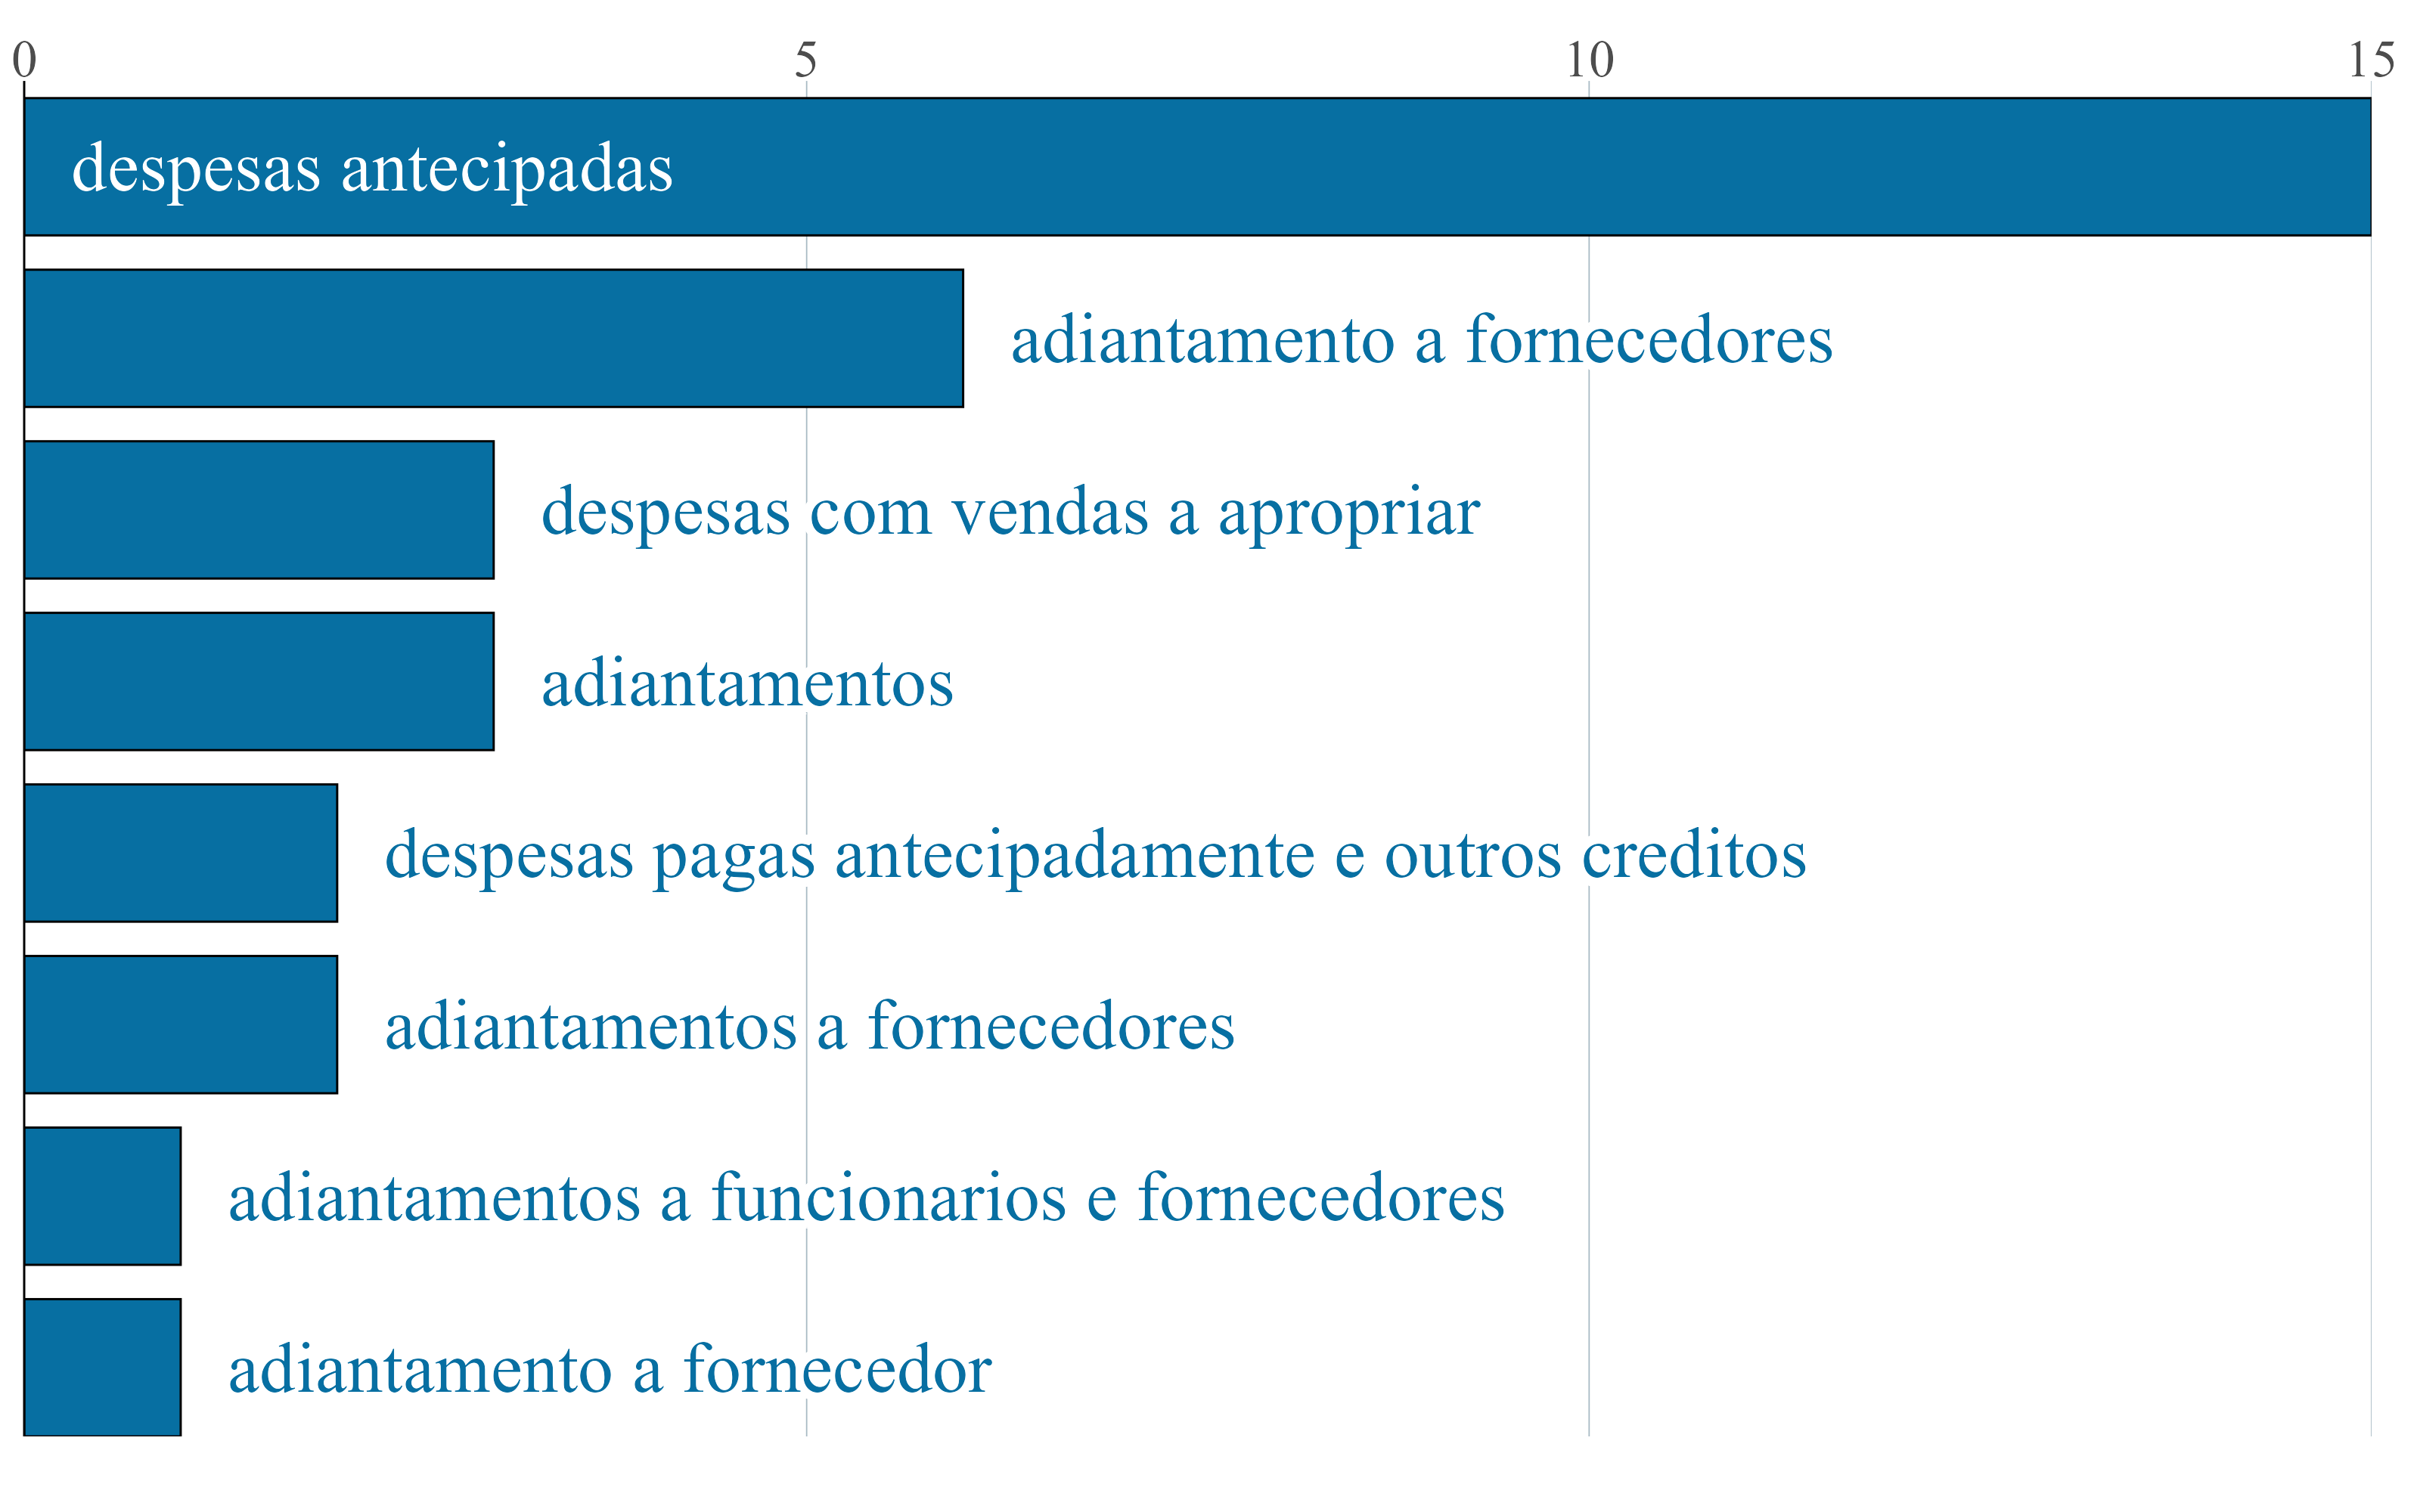 0 5 10 15
despesas antecipadas
adiantamento a fornecedores
despesas com vendas a apropriar
adiantamentos
despesas pagas antecipadamente e outros creditos
adiantamentos a fornecedores
adiantamentos a funcionarios e fornecedores
adiantamento a fornecedor